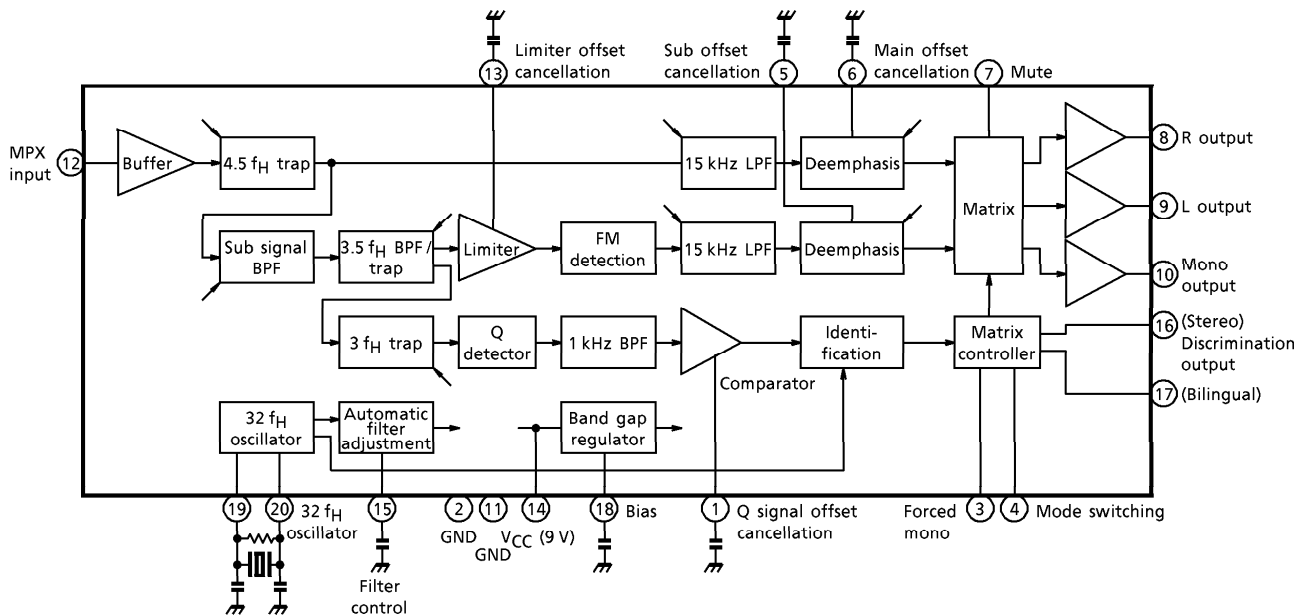 Limiter offset
cancellation
13
Sub offset
cancellation
5
6
Main offset
cancellation
7
Mute
MPX
input
12
Buffer
4.5 fH trap
15 kHz LPF
Deemphasis
Matrix
8
R output
9
L output
10
Mono
output
Sub signal
BPF
3.5 fH BPF/
trap
Limiter
FM
detection
15 kHz LPF
Deemphasis
3 fH trap
Q
detector
1 kHz BPF
Comparator
Identi-
fication
Matrix
controller
16
(Stereo)
Discrimination
output
17
(Bilingual)
32 fH
oscillator
Automatic
filter
adjustment
Band gap
regulator
19
20
32 fH
oscillator
15
Filter
control
2
GND
11
GND
14
VCC (9 V)
18
Bias
1
Q signal offset
cancellation
Forced
mono
3
4
Mode switching